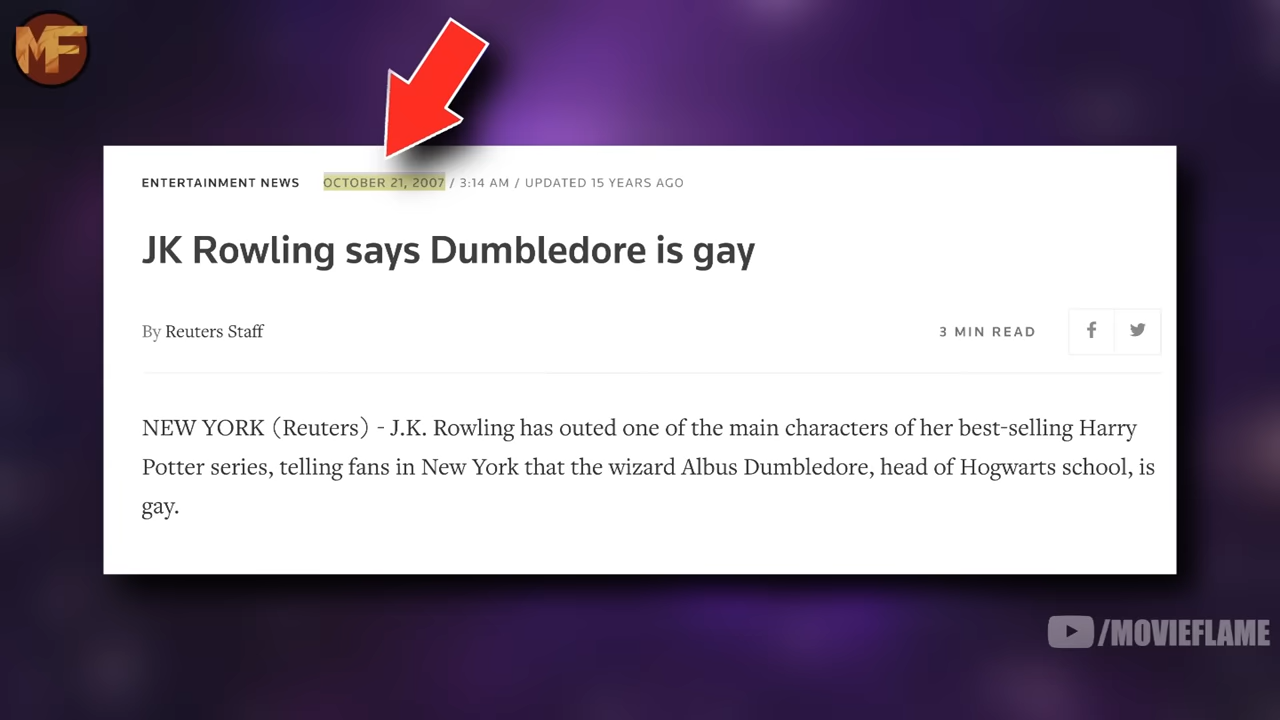 MF
ENTERTAINMENT NEWS OCTOBER 21, 2007 / 3:14 AM / UPDATED 15 YEARS AGO
JK Rowling says Dumbledore is gay
By Reuters Staff
3 MIN READ
NEW YORK (Reuters) - J.K. Rowling has outed one of the main characters of her best-selling Harry
Potter series, telling fans in New York that the wizard Albus Dumbledore, head of Hogwarts school, is
gay.
/MOVIEFLAME